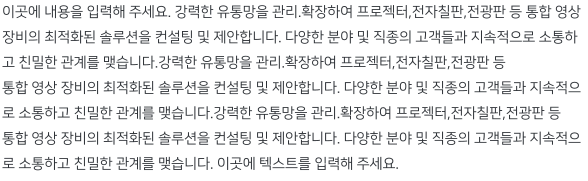 이곳에 내용을 입력해 주세요. 강력한 유통망을 관리.확장하여 프로젝터,전자칠판,전광판 등 통합 영상
장비의 최적화된 솔루션을 컨설팅 및 제안합니다. 다양한 분야 및 직종의 고객들과 지속적으로 소통하
고 친밀한 관계를 맺습니다.강력한 유통망을 관리.확장하여 프로젝터,전자칠판,전광판 등
통합 영상 장비의 최적화된 솔루션을 컨설팅 및 제안합니다. 다양한 분야 및 직종의 고객들과 지속적으
로 소통하고 친밀한 관계를 맺습니다.강력한 유통망을 관리.확장하여 프로젝터,전자칠판,전광판 등
통합 영상 장비의 최적화된 솔루션을 컨설팅 및 제안합니다. 다양한 분야 및 직종의 고객들과 지속적으
로 소통하고 친밀한 관계를 맺습니다. 이곳에 텍스트를 입력해 주세요.